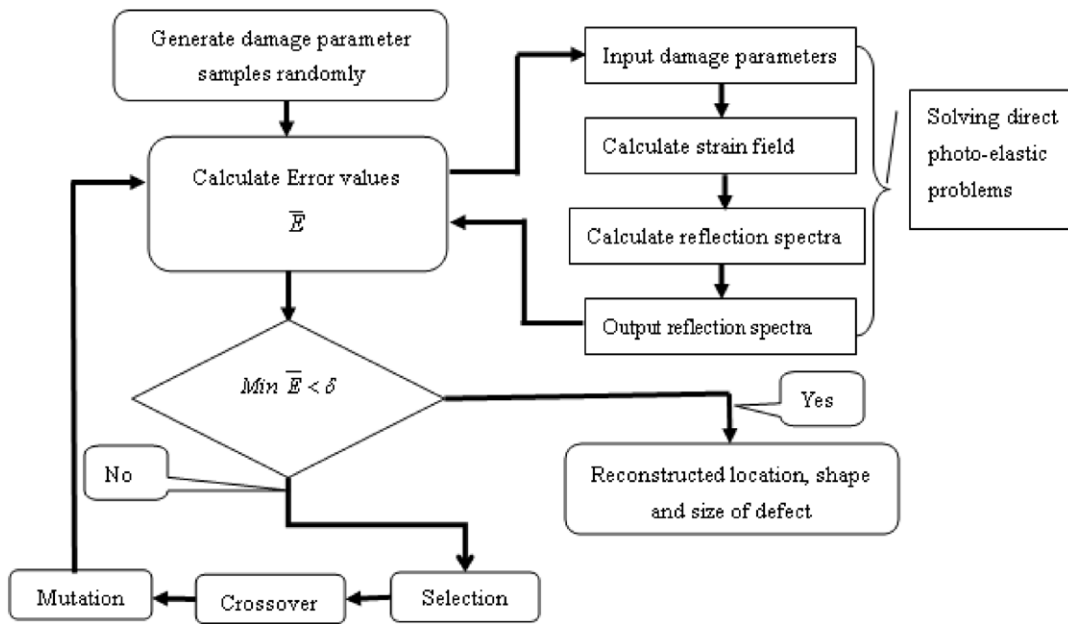 Generate damage parameter
samples randomly
Calculate Error values
E̅
Min E̅ < δ
No
Yes
Reconstructed location, shape
and size of defect
Selection
Crossover
Mutation
Input damage parameters
Calculate strain field
Calculate reflection spectra
Output reflection spectra
Solving direct
photo-elastic
problems